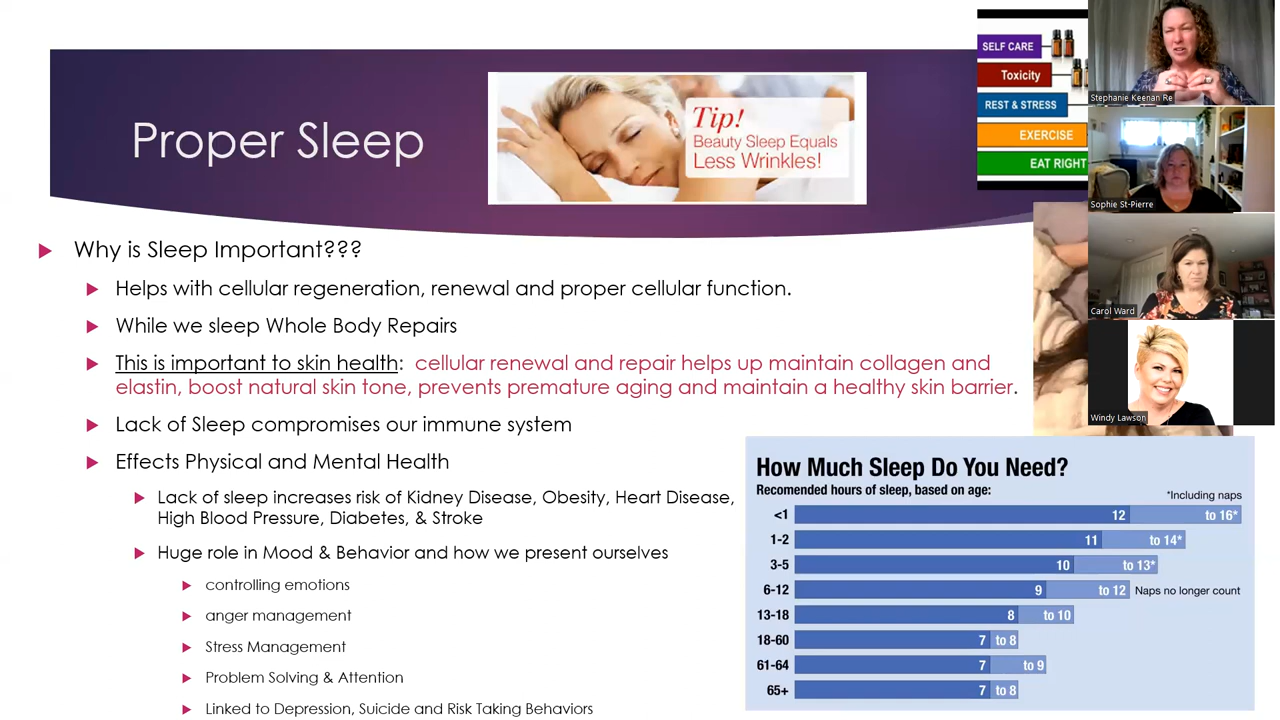 Proper Sleep
Tip!
Beauty Sleep Equals
Less Wrinkles!
SELF CARE
Toxicity
REST & STRESS
EXERCISE
EAT RIGHT
Stephanie Keenan Re
Sophie St-Pierre
Carol Ward
Windy Lawson
Why is Sleep Important???
Helps with cellular regeneration, renewal and proper cellular function.
While we sleep Whole Body Repairs
This is important to skin health: cellular renewal and repair helps up maintain collagen and
elastin, boost natural skin tone, prevents premature aging and maintain a healthy skin barrier.
Lack of Sleep compromises our immune system
Effects Physical and Mental Health
Lack of sleep increases risk of Kidney Disease, Obesity, Heart Disease,
High Blood Pressure, Diabetes, & Stroke
Huge role in Mood & Behavior and how we present ourselves
controlling emotions
anger management
Stress Management
Problem Solving & Attention
Linked to Depression, Suicide and Risk Taking Behaviors
How Much Sleep Do You Need?
Recomended hours of sleep, based on age:
*Including naps
<1 12 to 16*
1-2 11 to 14*
3-5 10 to 13*
6-12 9 to 12 Naps no longer count
13-18 8 to 10
18-60 7 to 8
61-64 7 to 9
65+ 7 to 8